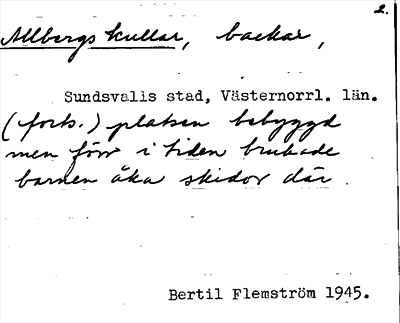 2.
Allbergs kullar, backar,
Sundsvalls stad, Västernorrl. län.
(forts.) platsen bebyggd
men förr i tiden brukade
barnen åka skidor där.
Bertil Flemström 1945.